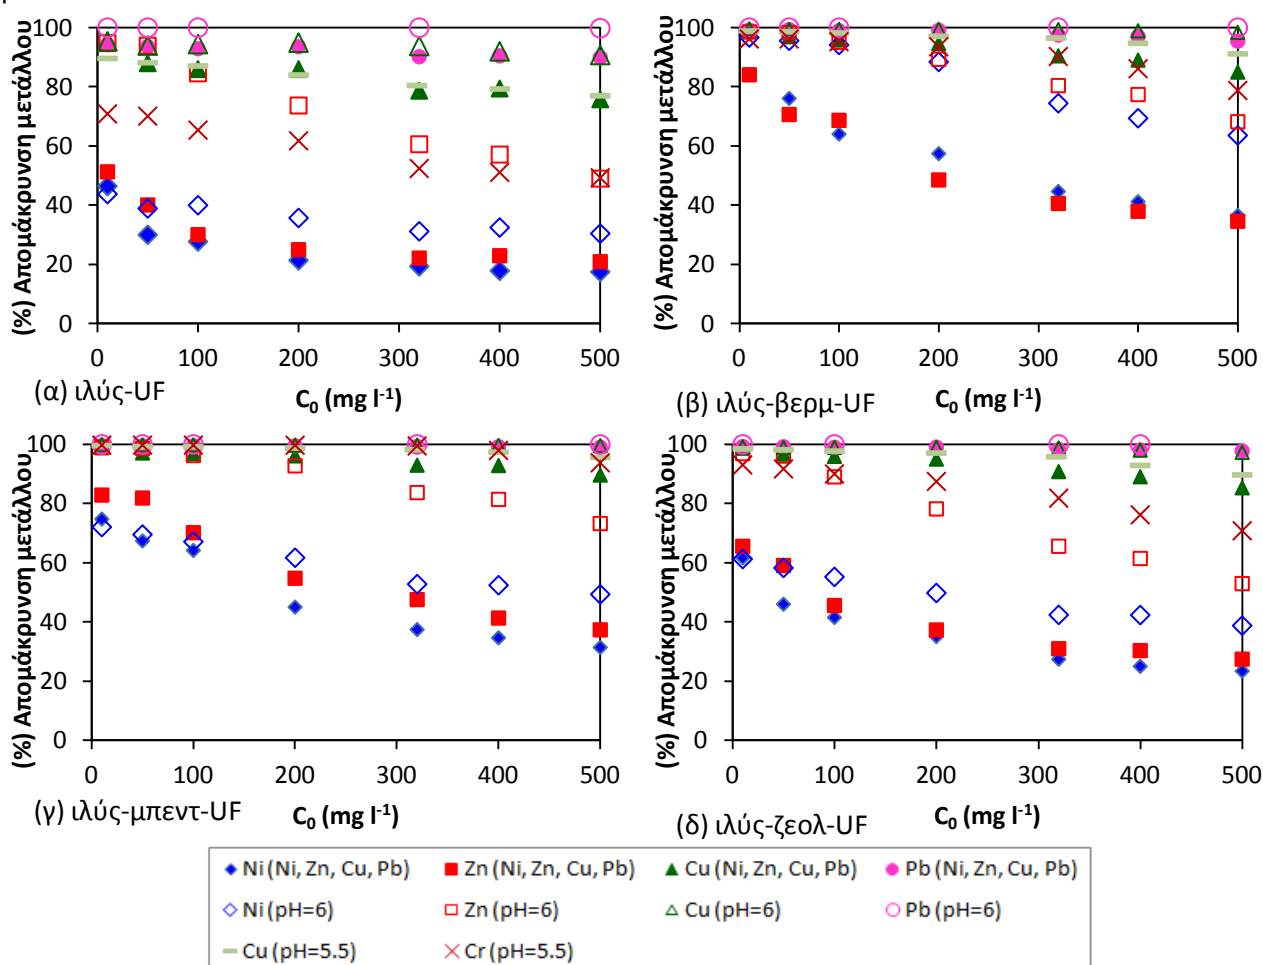 (%) Απομάκρυνση μετάλλου
100
80
60
40
20
0
0 100 200 300 400 500
(α) ιλύς-UF
C0 (mg l-1)
(%) Απομάκρυνση μετάλλου
100
80
60
40
20
0
0 100 200 300 400 500
(β) ιλύς-βερμ-UF
C0 (mg l-1)
(%) Απομάκρυνση μετάλλου
100
80
60
40
20
0
0 100 200 300 400 500
(γ) ιλύς-μπεντ-UF
C0 (mg l-1)
(%) Απομάκρυνση μετάλλου
100
80
60
40
20
0
0 100 200 300 400 500
(δ) ιλύς-ζεολ-UF
C0 (mg l-1)
Ni (Ni, Zn, Cu, Pb) Zn (Ni, Zn, Cu, Pb) Cu (Ni, Zn, Cu, Pb) Pb (Ni, Zn, Cu, Pb)
Ni (pH=6) Zn (pH=6) Cu (pH=6) Pb (pH=6)
Cu (pH=5.5) Cr (pH=5.5)